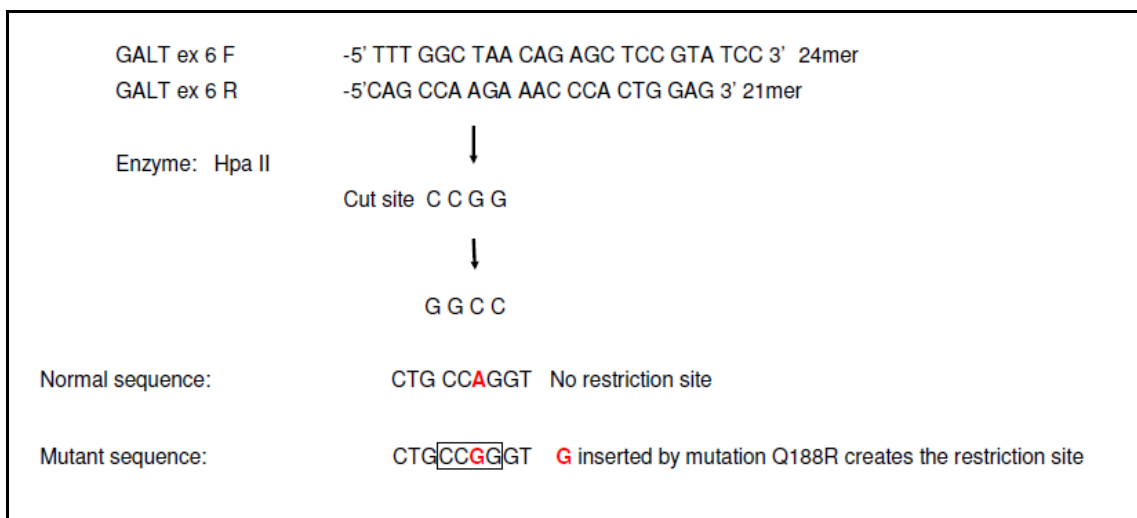 GALT ex 6 F -5' TTT GGC TAA CAG AGC TCC GTA TCC 3' 24mer
GALT ex 6 R -5'CAG CCA AGA AAC CCA CTG GAG 3' 21mer
Enzyme: Hpa II
Cut site C C G G
G G C C
Normal sequence: CTG CCAGGT No restriction site
Mutant sequence: CTGCCGGGT G inserted by mutation Q188R creates the restriction site